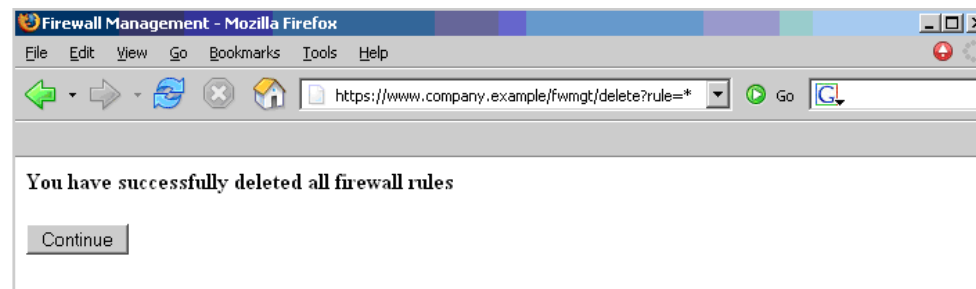 Firewall Management - Mozilla Firefox
File Edit View Go Bookmarks Tools Help
https://www.company.example/fwmgt/delete?rule=* Go G
You have successfully deleted all firewall rules
Continue